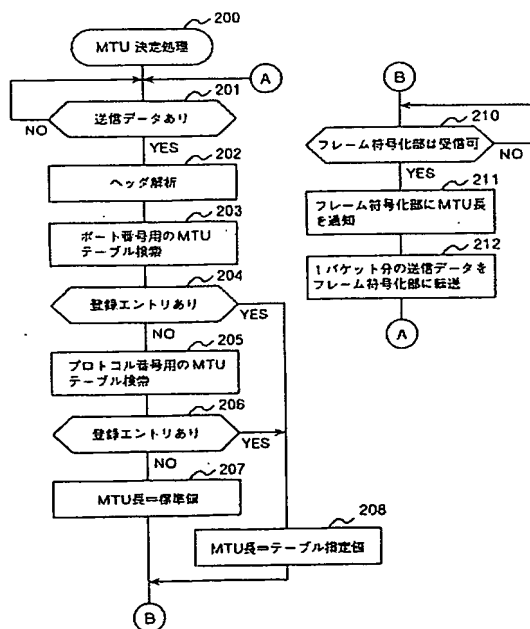 200
MTU 決定処理
A
201
送信データあり
NO
YES
202
ヘッダ解析
203
ポート番号用のMTU
テーブル検索
204
登録エントリあり
YES
NO
205
プロトコル番号用のMTU
テーブル検索
206
登録エントリあり
YES
NO
207
MTU長=標準値
208
MTU長=テーブル指定値
B
B
210
フレーム符号化部は受信可
NO
YES
211
フレーム符号化部にMTU長
を通知
212
1パケット分の送信データを
フレーム符号化部に転送
A